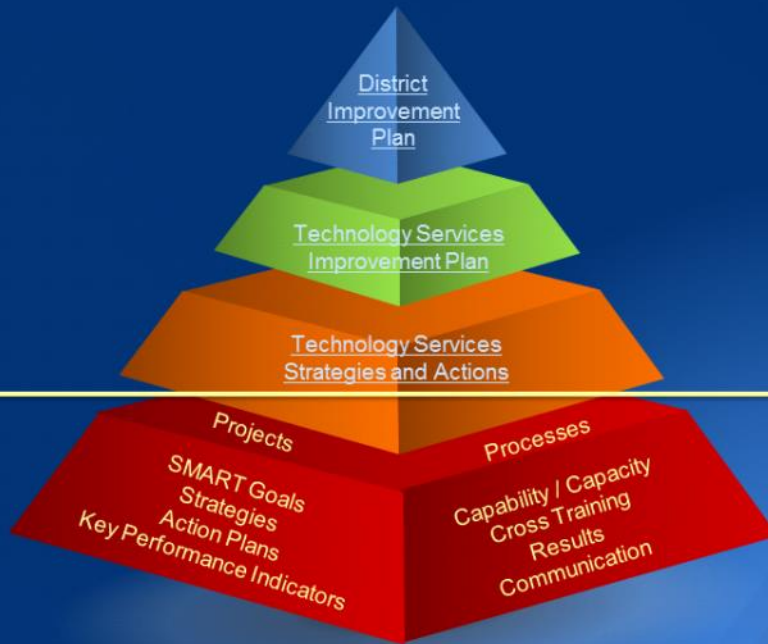 District
Improvement
Plan
Technology Services
Improvement Plan
Technology Services
Strategies and Actions
Projects
SMART Goals
Strategies
Action Plans
Key Performance Indicators
Processes
Capability / Capacity
Cross Training
Results
Communication